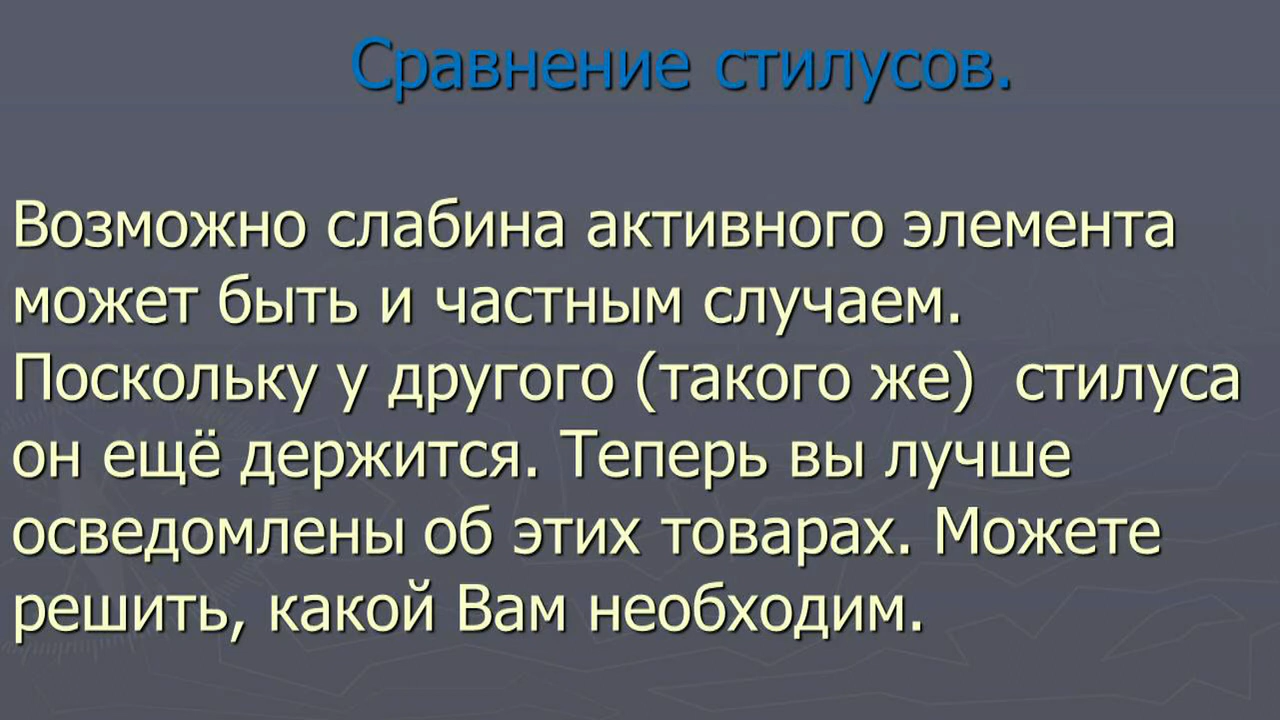 Сравнение стилусов.
Возможно слабина активного элемента
может быть и частным случаем.
Поскольку у другого (такого же)  стилуса
он ещё держится. Теперь вы лучше
осведомлены об этих товарах. Можете
решить, какой Вам необходим.